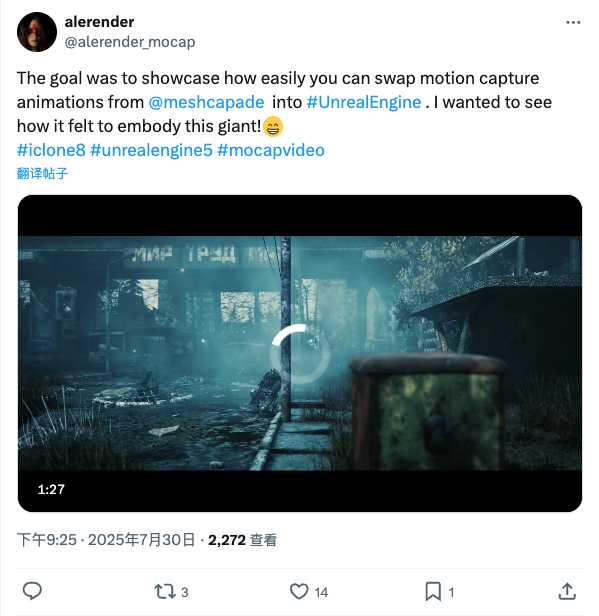 alerender
@alerender_mocap
The goal was to showcase how easily you can swap motion capture
animations from @meshcapade into #UnrealEngine . I wanted to see
how it felt to embody this giant!😁
#iclone8 #unrealengine5 #mocapvideo
翻译帖子
МИР ТРУД МА
1:27
下午9:25 · 2025年7月30日 · 2,272 查看
3
14
1